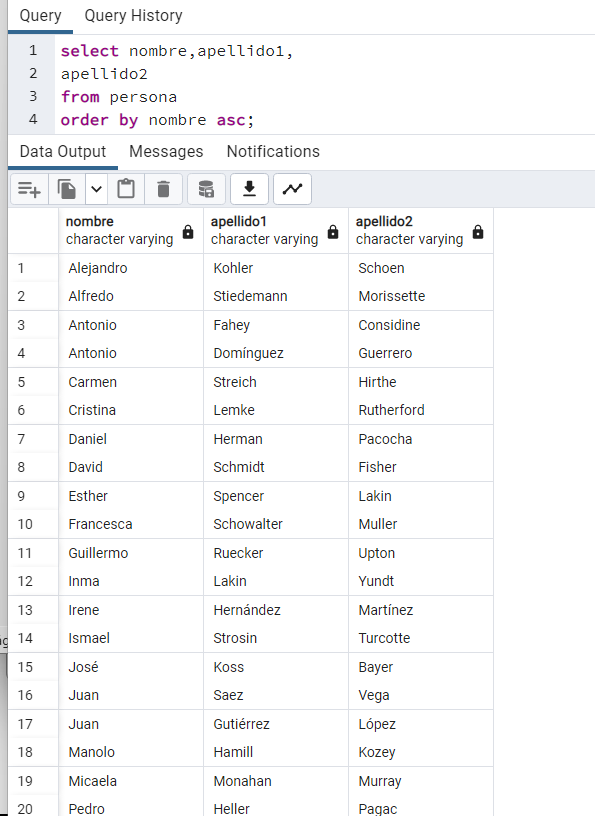 Query Query History
1 select nombre,apellido1,
2 apellido2
3 from persona
4 order by nombre asc;
Data Output Messages Notifications
nombre apellido1 apellido2
character varying character varying character varying
1 Alejandro Kohler Schoen
2 Alfredo Stiedemann Morissette
3 Antonio Fahey Considine
4 Antonio Domínguez Guerrero
5 Carmen Streich Hirthe
6 Cristina Lemke Rutherford
7 Daniel Herman Pacocha
8 David Schmidt Fisher
9 Esther Spencer Lakin
10 Francesca Schowalter Muller
11 Guillermo Ruecker Upton
12 Inma Lakin Yundt
13 Irene Hernández Martínez
14 Ismael Strosin Turcotte
15 José Koss Bayer
16 Juan Saez Vega
17 Juan Gutiérrez López
18 Manolo Hamill Kozey
19 Micaela Monahan Murray
20 Pedro Heller Pagac